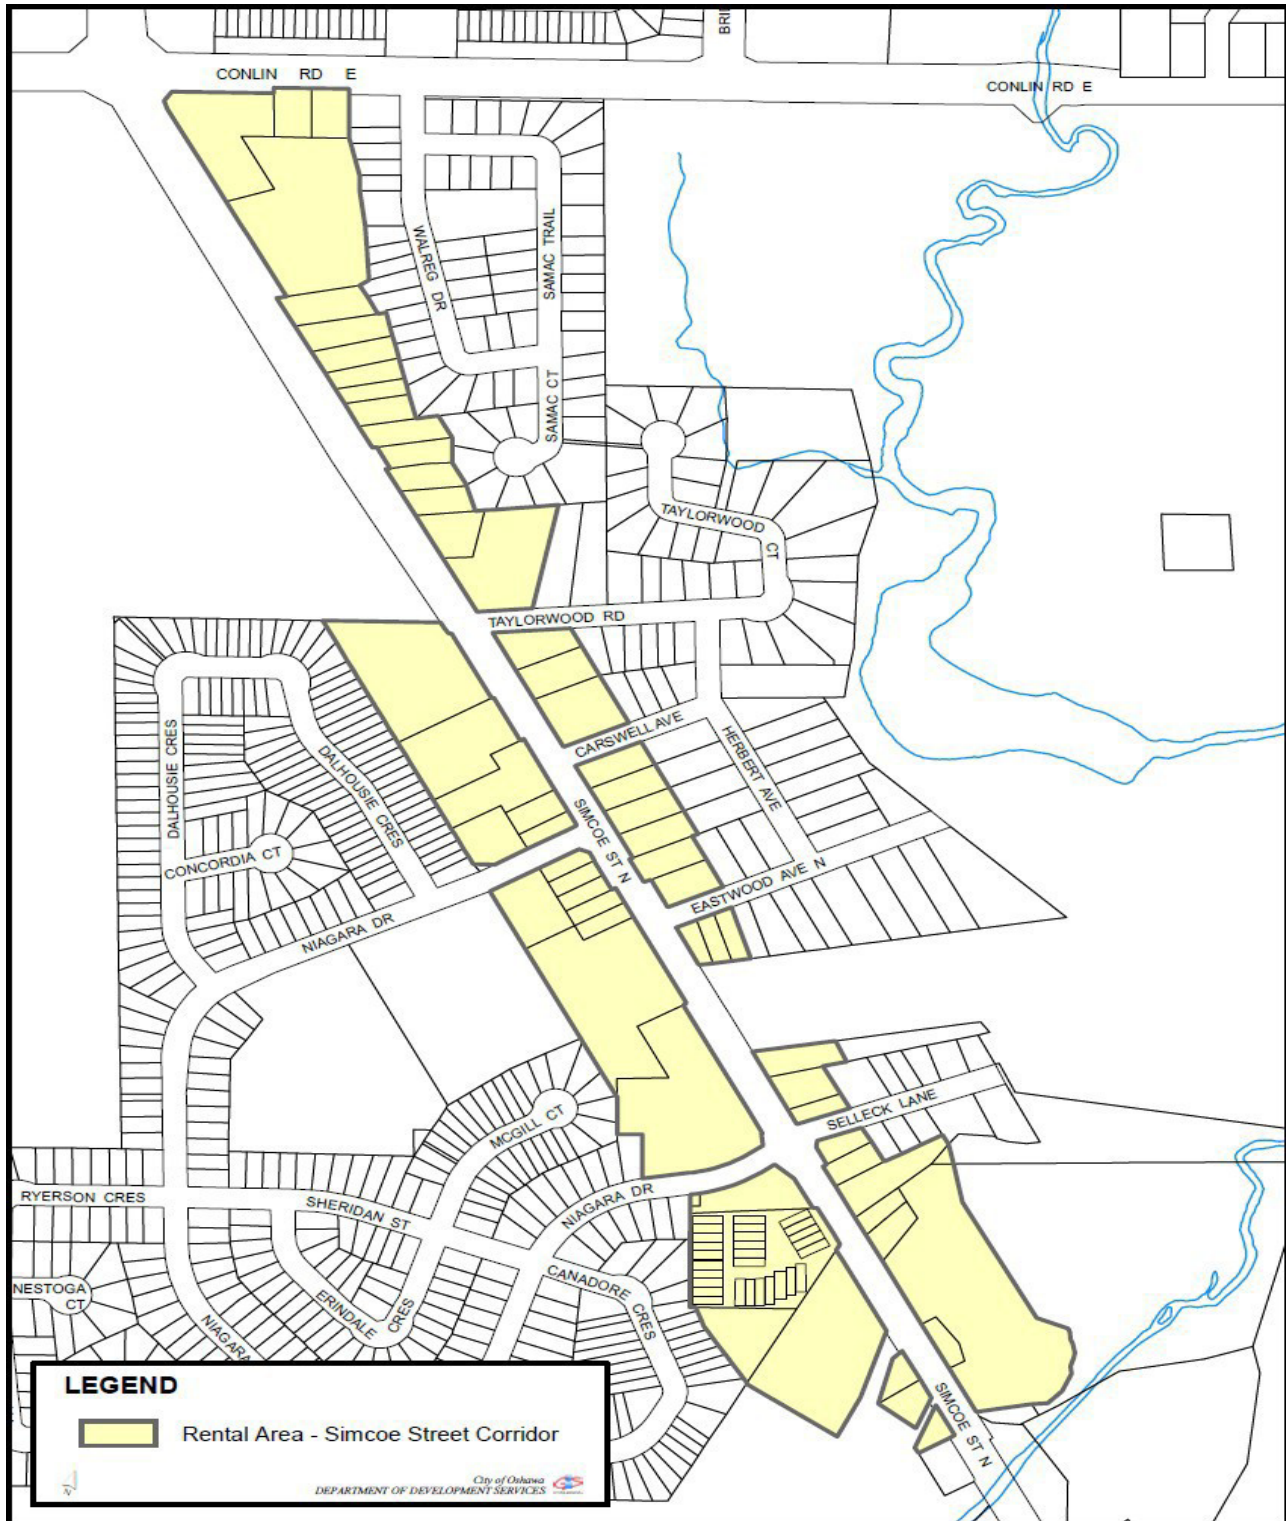 BRI
CONLIN RD E
CONLIN RD E
WALREG DR
SAMAC TRAIL
SAMAC CT
TAYLORWOOD
CT
TAYLORWOOD RD
CARSWELL AVE
HERBERT AVE
DALHOUSIE CRES
DALHOUSIE CRES
SIMCOE ST N
CONCORDIA CT
EASTWOOD AVE N
NIAGARA DR
SELLECK LANE
MCGILL CT
RYERSON CRES
SHERIDAN ST
NIAGARA DR
NESTOGA
CT
ERINDALE
CRES
CANADORE CRES
NIAGARA
SIMCOE ST N
LEGEND
Rental Area - Simcoe Street Corridor
N
City of Oshawa
DEPARTMENT OF DEVELOPMENT SERVICES